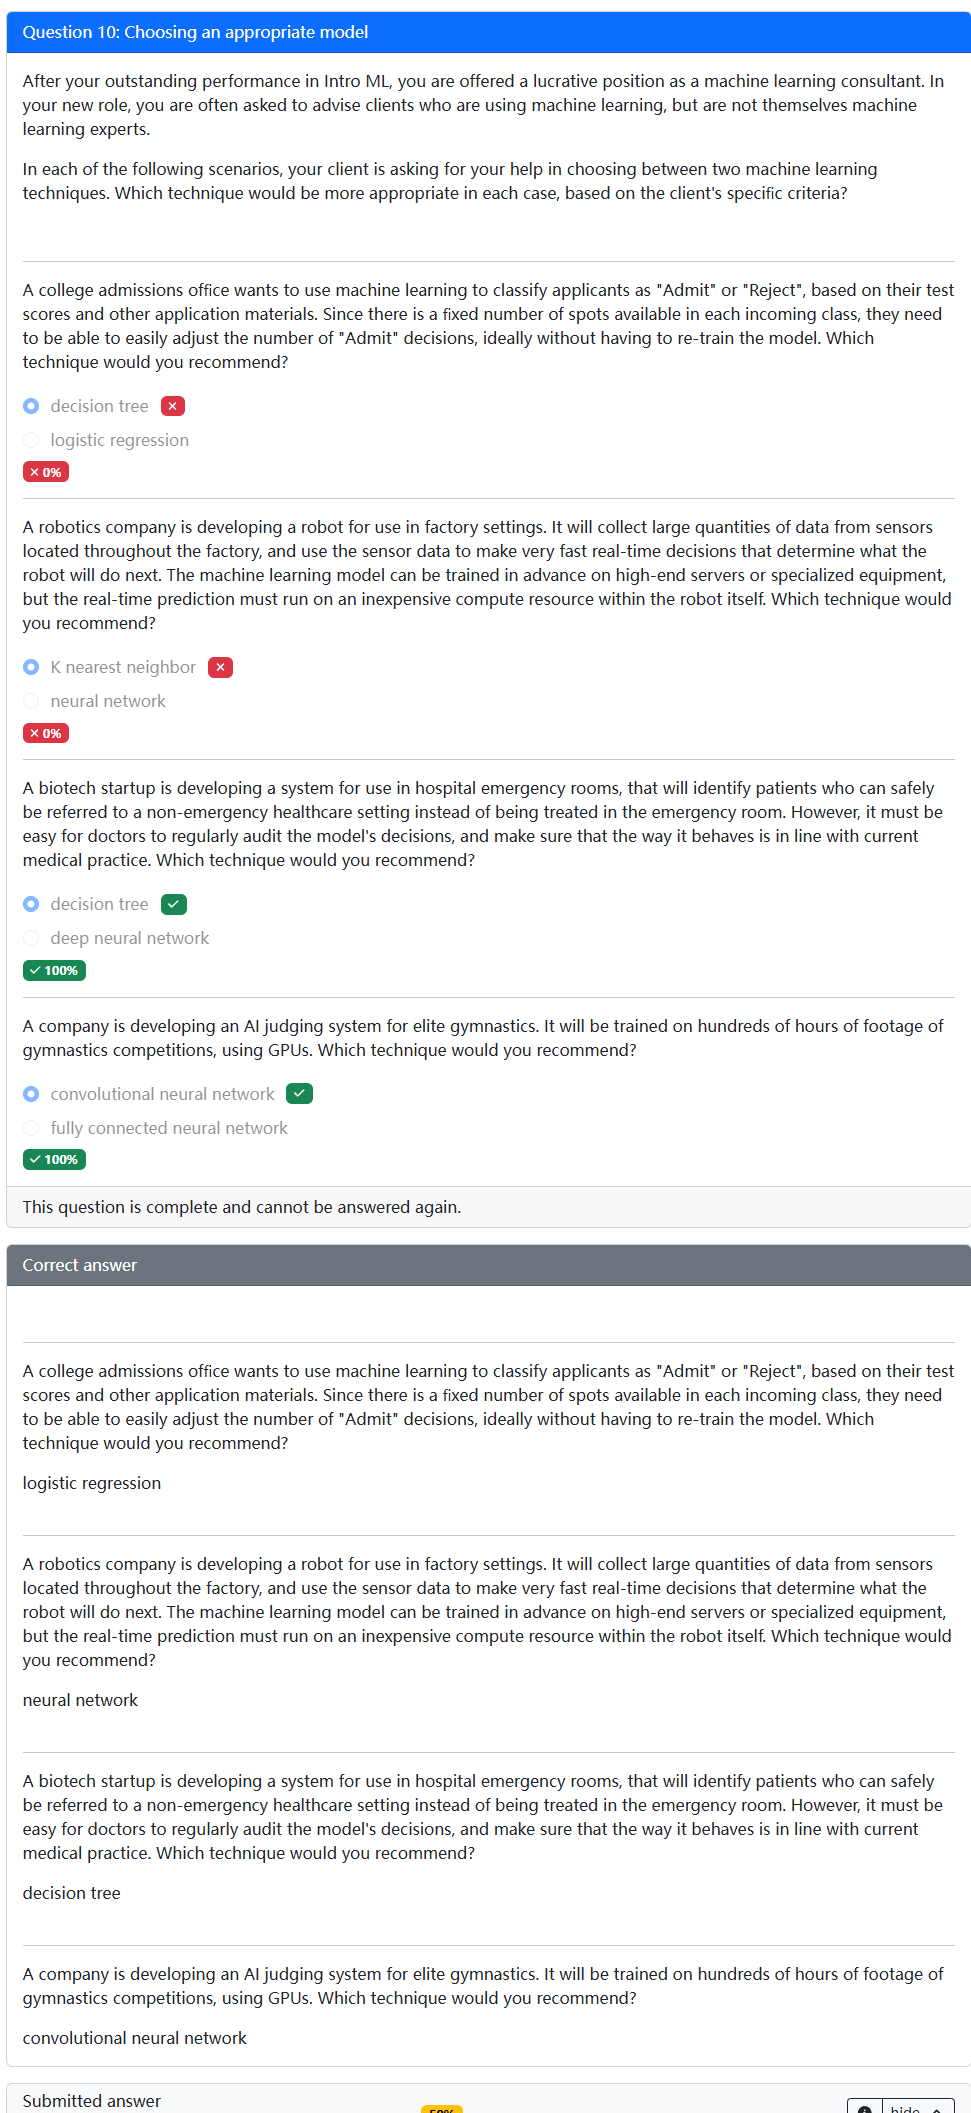 Question 10: Choosing an appropriate model
After your outstanding performance in Intro ML, you are offered a lucrative position as a machine learning consultant. In
your new role, you are often asked to advise clients who are using machine learning, but are not themselves machine
learning experts.
In each of the following scenarios, your client is asking for your help in choosing between two machine learning
techniques. Which technique would be more appropriate in each case, based on the client's specific criteria?
A college admissions office wants to use machine learning to classify applicants as "Admit" or "Reject", based on their test
scores and other application materials. Since there is a fixed number of spots available in each incoming class, they need
to be able to easily adjust the number of "Admit" decisions, ideally without having to re-train the model. Which
technique would you recommend?
decision tree
logistic regression
0%
A robotics company is developing a robot for use in factory settings. It will collect large quantities of data from sensors
located throughout the factory, and use the sensor data to make very fast real-time decisions that determine what the
robot will do next. The machine learning model can be trained in advance on high-end servers or specialized equipment,
but the real-time prediction must run on an inexpensive compute resource within the robot itself. Which technique would
you recommend?
K nearest neighbor
neural network
0%
A biotech startup is developing a system for use in hospital emergency rooms, that will identify patients who can safely
be referred to a non-emergency healthcare setting instead of being treated in the emergency room. However, it must be
easy for doctors to regularly audit the model's decisions, and make sure that the way it behaves is in line with current
medical practice. Which technique would you recommend?
decision tree
deep neural network
100%
A company is developing an AI judging system for elite gymnastics. It will be trained on hundreds of hours of footage of
gymnastics competitions, using GPUs. Which technique would you recommend?
convolutional neural network
fully connected neural network
100%
This question is complete and cannot be answered again.
Correct answer
A college admissions office wants to use machine learning to classify applicants as "Admit" or "Reject", based on their test
scores and other application materials. Since there is a fixed number of spots available in each incoming class, they need
to be able to easily adjust the number of "Admit" decisions, ideally without having to re-train the model. Which
technique would you recommend?
logistic regression
A robotics company is developing a robot for use in factory settings. It will collect large quantities of data from sensors
located throughout the factory, and use the sensor data to make very fast real-time decisions that determine what the
robot will do next. The machine learning model can be trained in advance on high-end servers or specialized equipment,
but the real-time prediction must run on an inexpensive compute resource within the robot itself. Which technique would
you recommend?
neural network
A biotech startup is developing a system for use in hospital emergency rooms, that will identify patients who can safely
be referred to a non-emergency healthcare setting instead of being treated in the emergency room. However, it must be
easy for doctors to regularly audit the model's decisions, and make sure that the way it behaves is in line with current
medical practice. Which technique would you recommend?
decision tree
A company is developing an AI judging system for elite gymnastics. It will be trained on hundreds of hours of footage of
gymnastics competitions, using GPUs. Which technique would you recommend?
convolutional neural network
Submitted answer
50%
hide